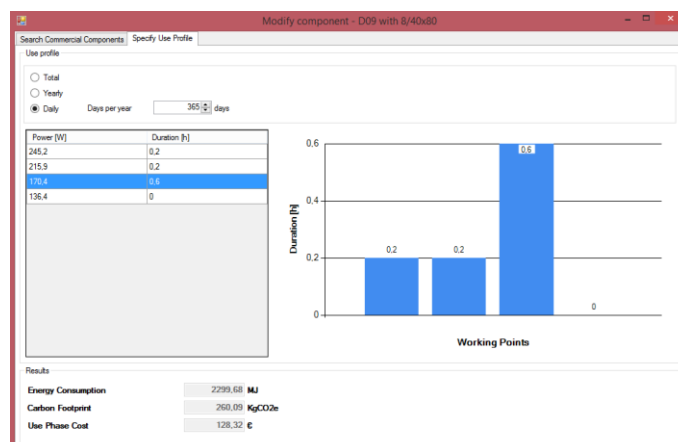 Modify component - D09 with 8/40x80
Search Commercial Components Specify Use Profile
Use profile
Total
Yearly
Daily Days per year 365 days
Power [W] Duration [h]
245,2 0,2
215,9 0,2
170,4 0,6
136,4 0
0,6
0,4
0,2
0
Duration [h]
0,2 0,2 0,6 0
Working Points
Results
Energy Consumption 2299,68 MJ
Carbon Footprint 260,09 KgCO2e
Use Phase Cost 128,32 €